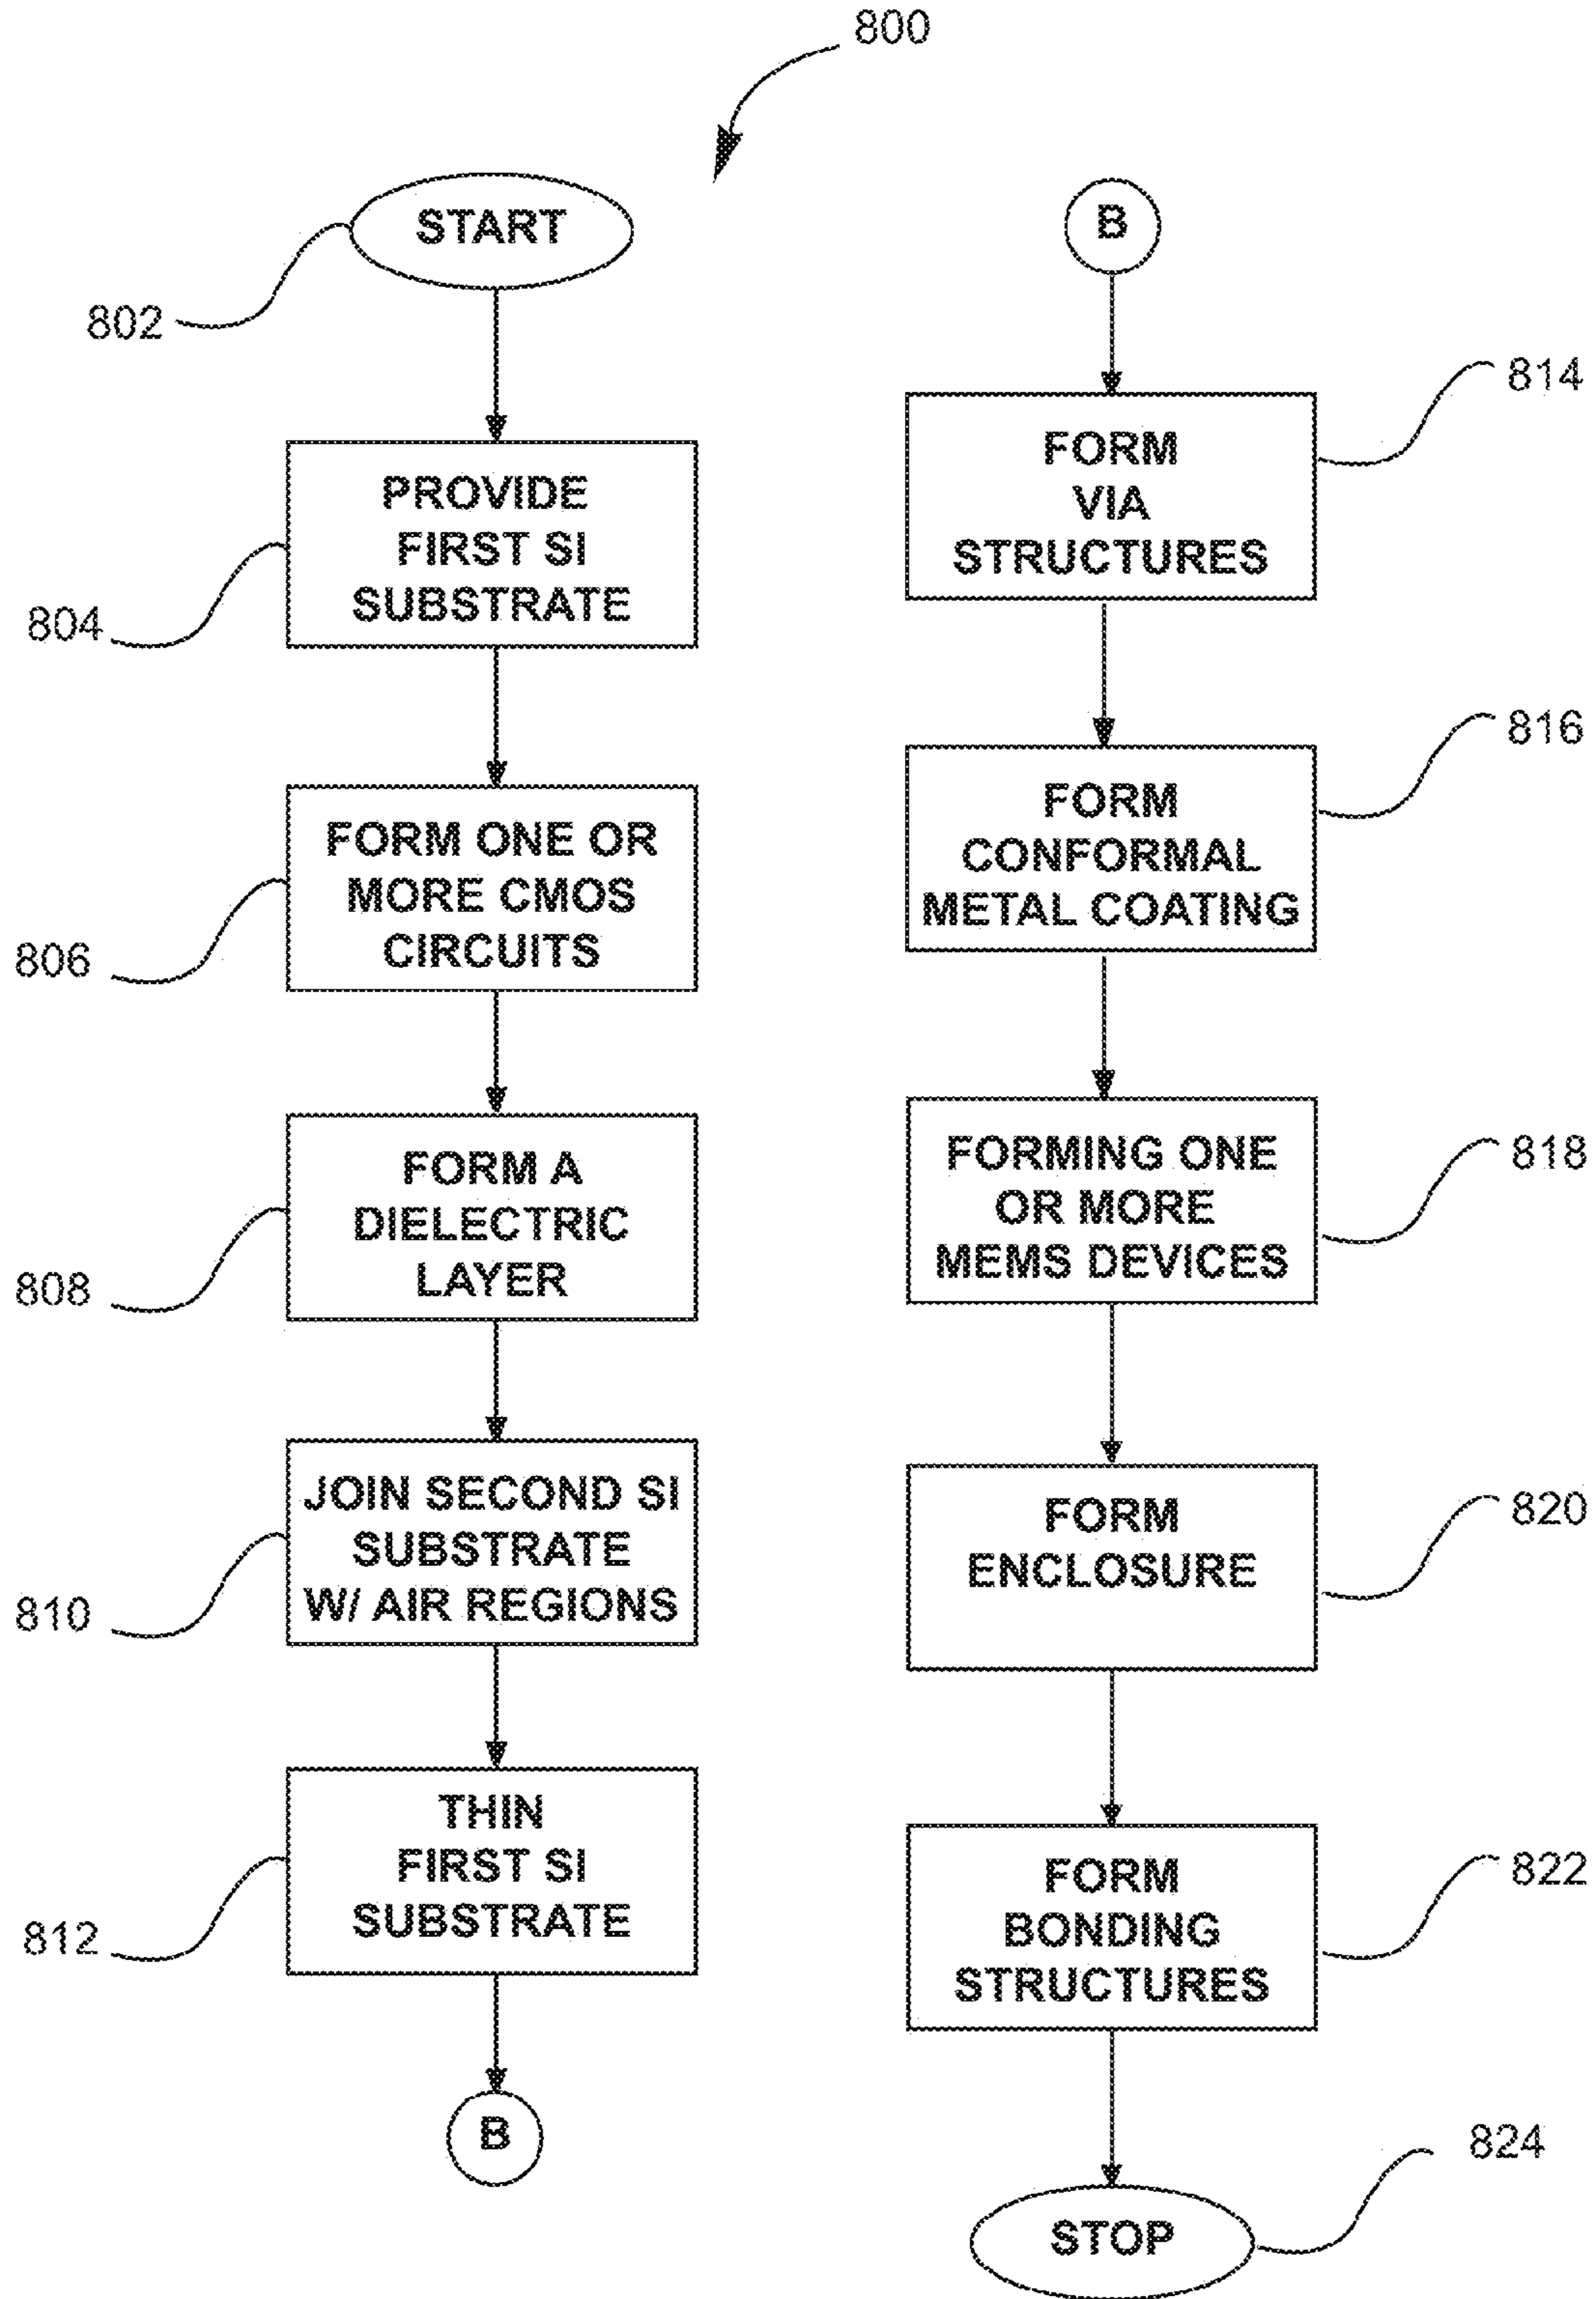 800
START
802
PROVIDE
FIRST SI
SUBSTRATE
804
FORM ONE OR
MORE CMOS
CIRCUITS
806
FORM A
DIELECTRIC
LAYER
808
JOIN SECOND SI
SUBSTRATE
W/ AIR REGIONS
810
THIN
FIRST SI
SUBSTRATE
812
B
B
814
FORM
VIA
STRUCTURES
816
FORM
CONFORMAL
METAL COATING
818
FORMING ONE
OR MORE
MEMS DEVICES
820
FORM
ENCLOSURE
822
FORM
BONDING
STRUCTURES
824
STOP